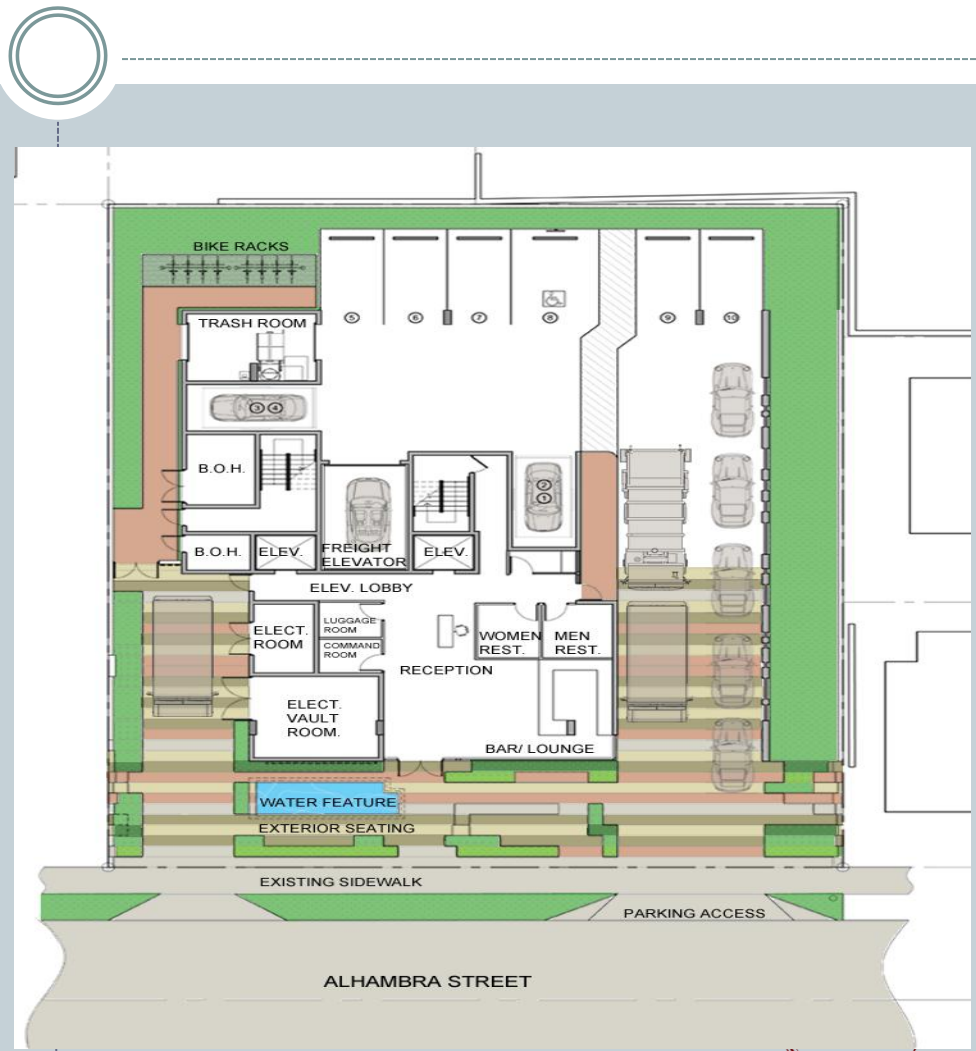 BIKE RACKS
TRASH ROOM
5
6
7
8
9
10
3 4
B.O.H.
2
1
B.O.H.
ELEV.
FREIGHT
ELEVATOR
ELEV.
ELEV. LOBBY
ELECT.
ROOM
LUGGAGE
ROOM
COMMAND
ROOM
WOMEN
REST.
MEN
REST.
RECEPTION
ELECT.
VAULT
ROOM.
BAR/ LOUNGE
WATER FEATURE
EXTERIOR SEATING
EXISTING SIDEWALK
PARKING ACCESS
ALHAMBRA STREET